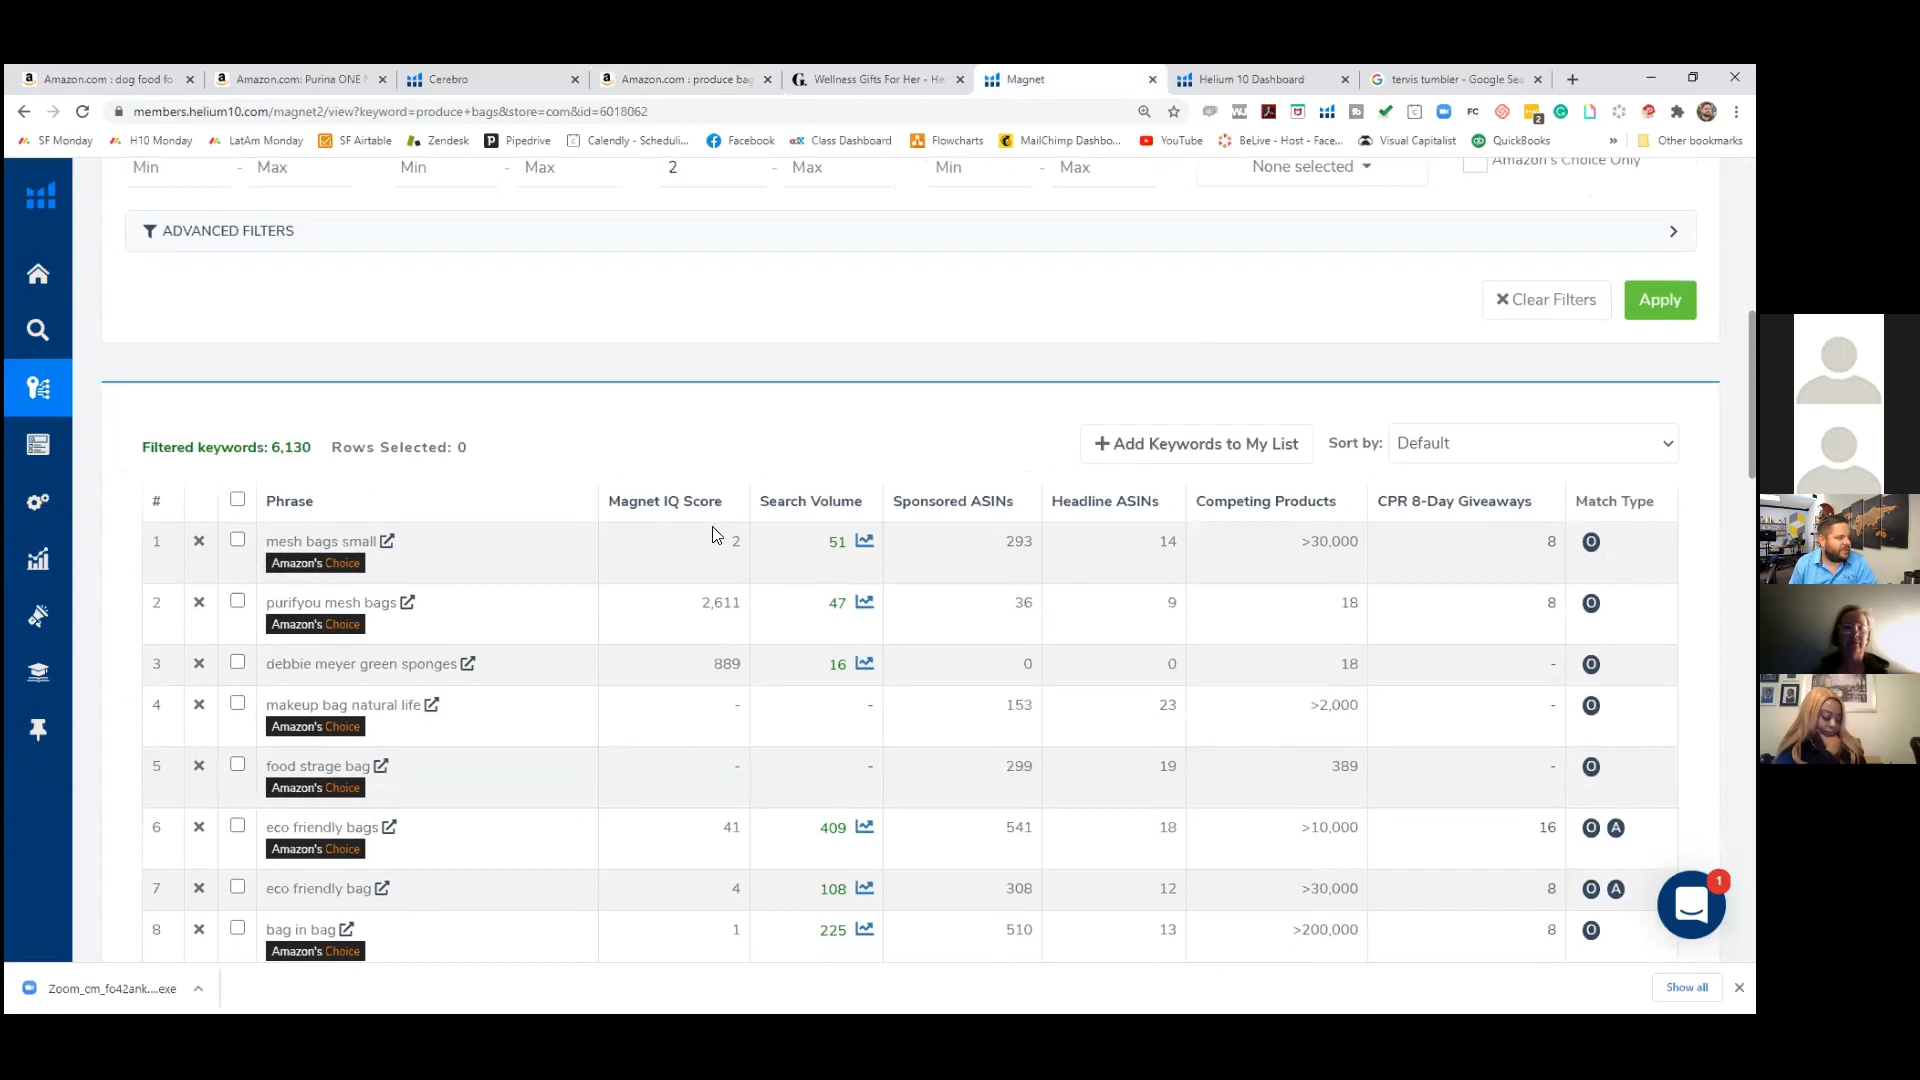 Amazon.com : dog food fo
Amazon.com: Purina ONE N
Cerebro
Amazon.com : produce bag
Wellness Gifts For Her - He
Magnet
Helium 10 Dashboard
tervis tumbler - Google Sea
members.helium10.com/magnet2/view?keyword=produce+bags&store=com&id=6018062
SF Monday
H10 Monday
LatAm Monday
SF Airtable
Zendesk
Pipedrive
Calendly - Scheduli...
Facebook
Class Dashboard
Flowcharts
MailChimp Dashbo...
YouTube
BeLive - Host - Face...
Visual Capitalist
QuickBooks
»
Other bookmarks
Min - Max Min - Max 2 - Max Min - Max None selected Amazon's Choice Only
ADVANCED FILTERS
Clear Filters
Apply
Filtered keywords: 6,130 Rows Selected: 0
Add Keywords to My List
Sort by: Default
# Phrase Magnet IQ Score Search Volume Sponsored ASINs Headline ASINs Competing Products CPR 8-Day Giveaways Match Type
1 mesh bags small 2 51 293 14 >30,000 8 O
Amazon's Choice
2 purifyou mesh bags 2,611 47 36 9 18 8 O
Amazon's Choice
3 debbie meyer green sponges 889 16 0 0 18 - O
4 makeup bag natural life - - 153 23 >2,000 - O
Amazon's Choice
5 food strage bag - - 299 19 389 - O
Amazon's Choice
6 eco friendly bags 41 409 541 18 >10,000 16 O A
Amazon's Choice
7 eco friendly bag 4 108 308 12 >30,000 8 O A
8 bag in bag 1 225 510 13 >200,000 8 O
Amazon's Choice
1
Zoom_cm_fo42ank....exe
Show all